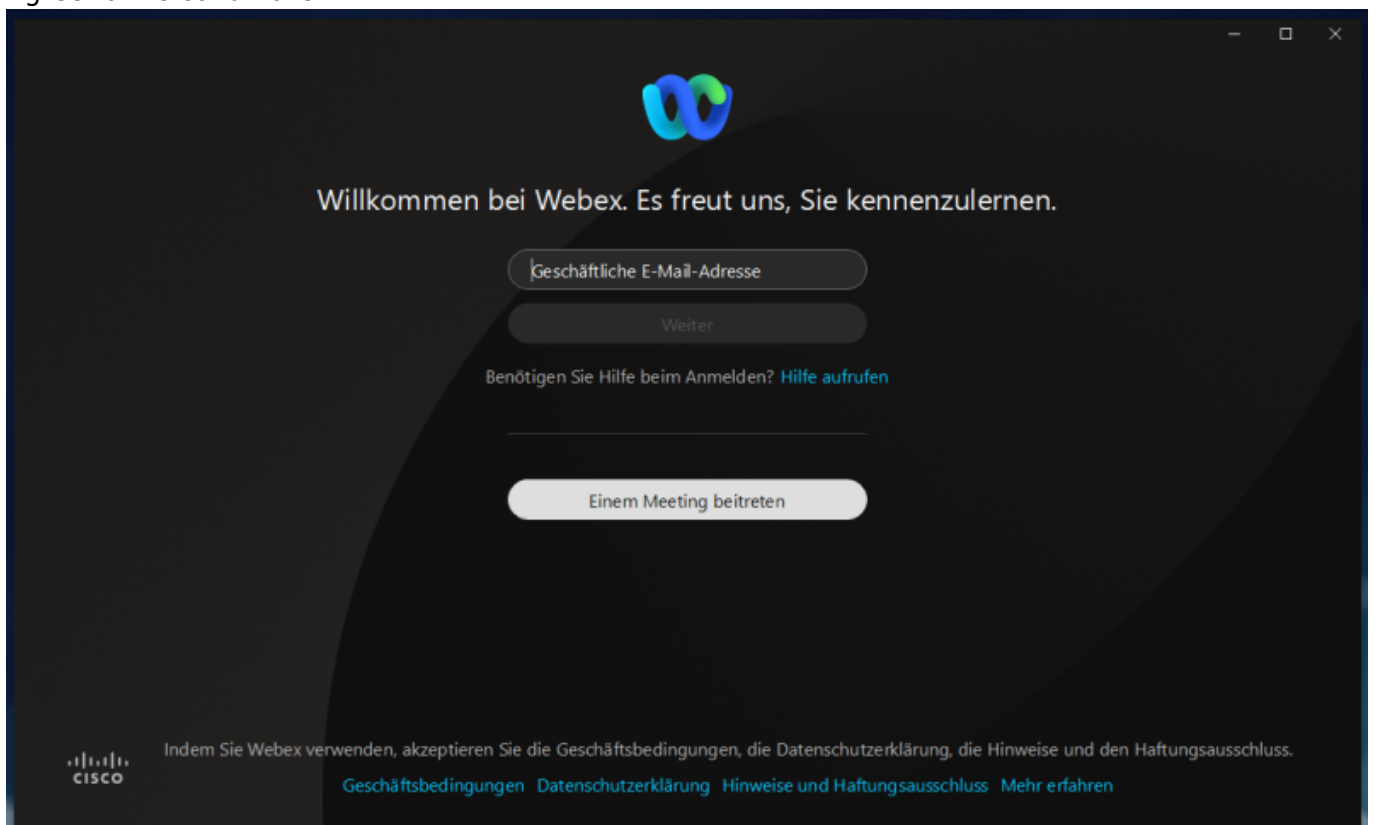 Willkommen bei Webex. Es freut uns, Sie kennenzulernen.
Geschäftliche E-Mail-Adresse
Weiter
Benötigen Sie Hilfe beim Anmelden? Hilfe aufrufen
Einem Meeting beitreten
Indem Sie Webex verwenden, akzeptieren Sie die Geschäftsbedingungen, die Datenschutzerklärung, die Hinweise und den Haftungsausschluss.
CISCO
Geschäftsbedingungen Datenschutzerklärung Hinweise und Haftungsausschluss Mehr erfahren